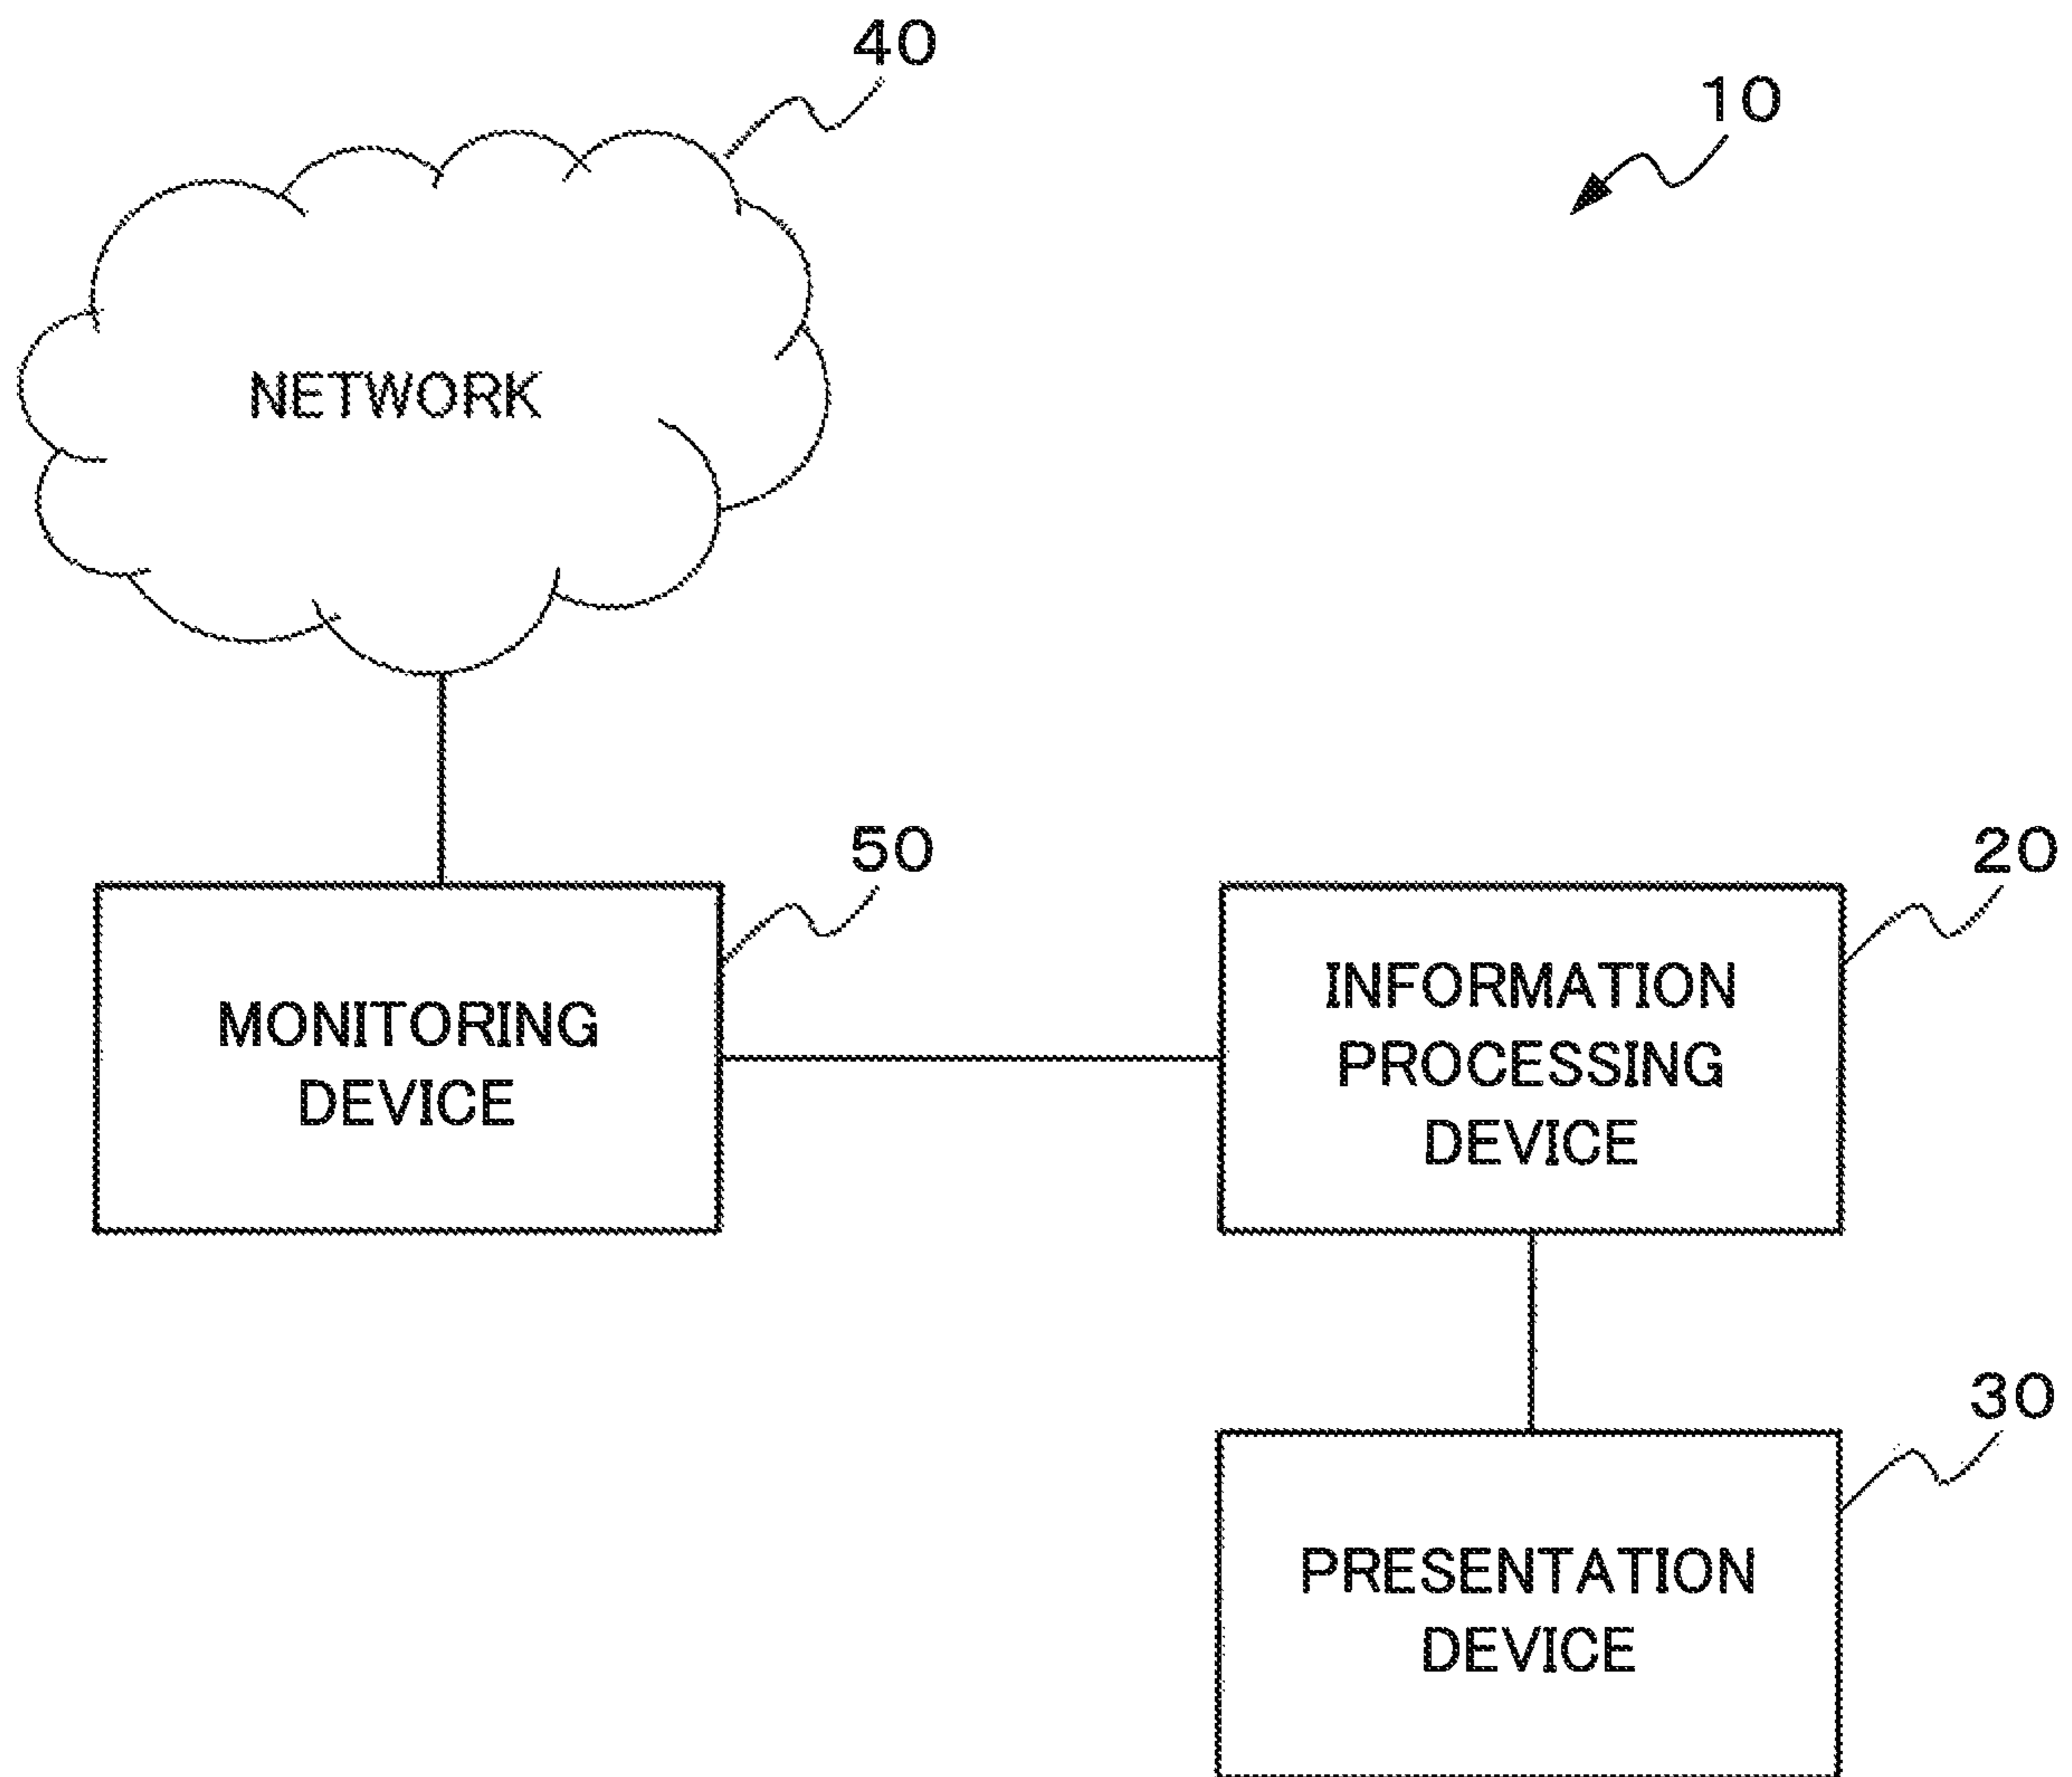 40
10
NETWORK
50
20
MONITORING
DEVICE
INFORMATION
PROCESSING
DEVICE
30
PRESENTATION
DEVICE